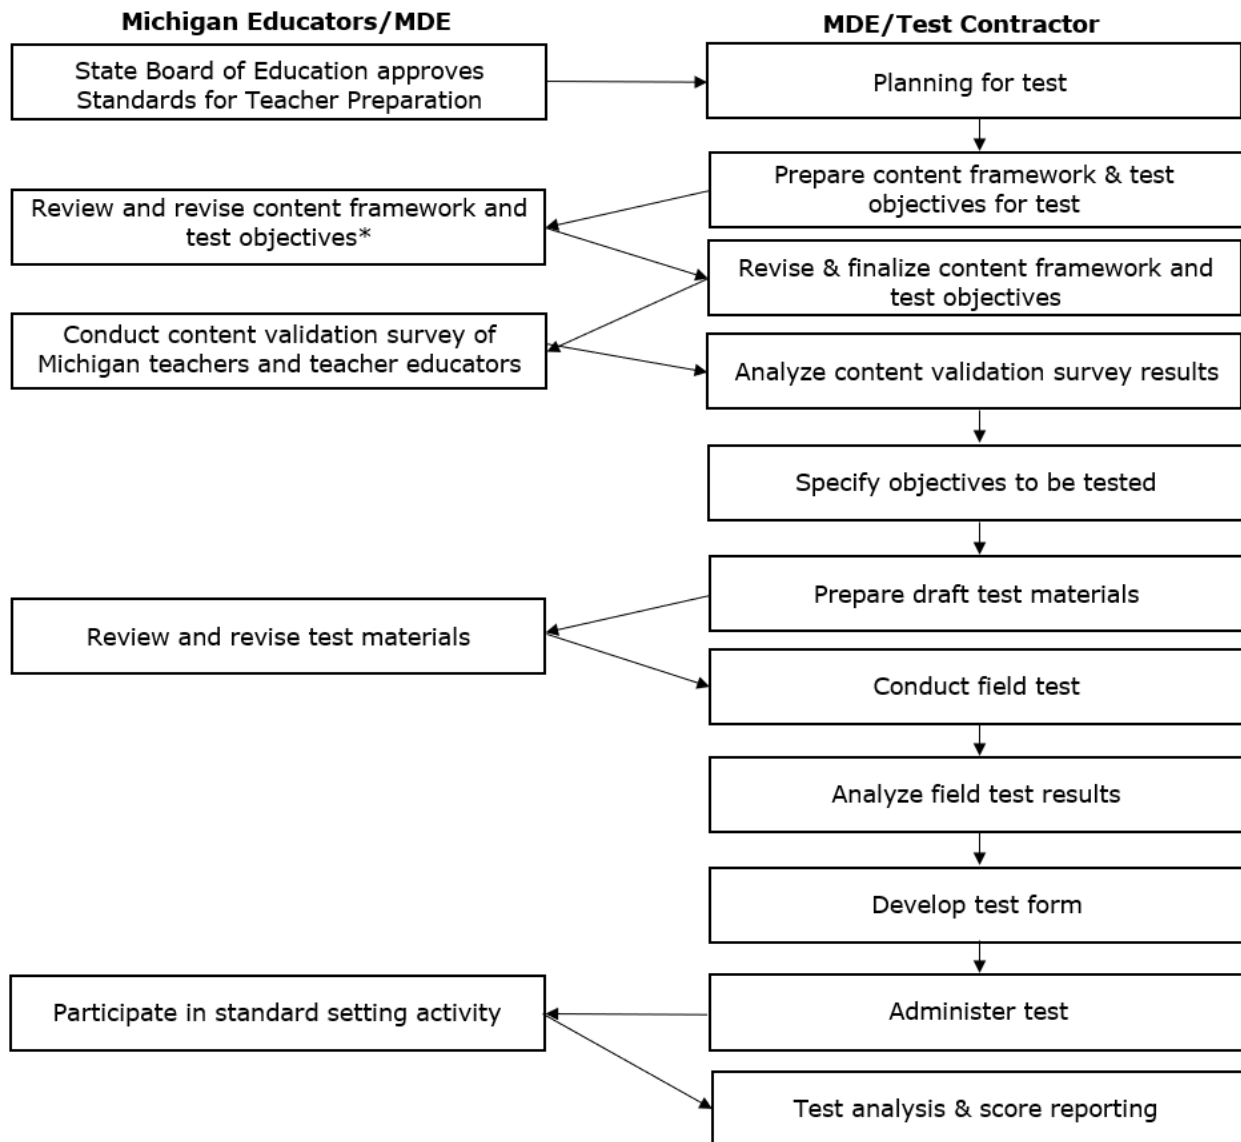 Michigan Educators/MDE
MDE/Test Contractor
State Board of Education approves
Standards for Teacher Preparation
Planning for test
Prepare content framework & test
objectives for test
Review and revise content framework and
test objectives*
Revise & finalize content framework and
test objectives
Conduct content validation survey of
Michigan teachers and teacher educators
Analyze content validation survey results
Specify objectives to be tested
Prepare draft test materials
Review and revise test materials
Conduct field test
Analyze field test results
Develop test form
Administer test
Participate in standard setting activity
Test analysis & score reporting